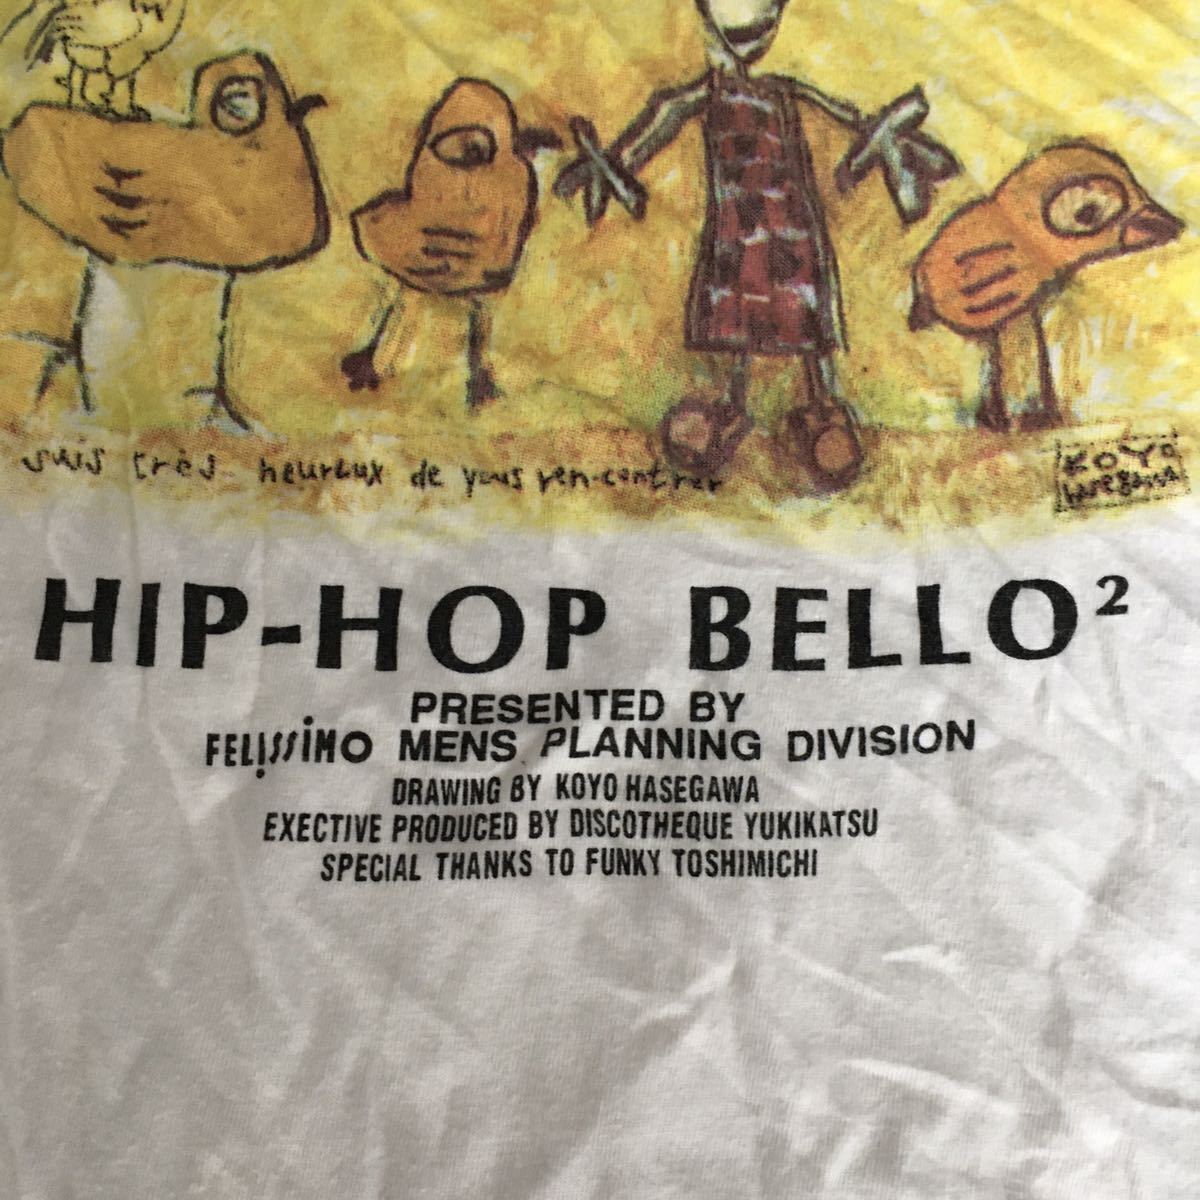 suis très heureux de vous ren-contrer
KOYO
Hasegawa
HIP-HOP BELLO²
PRESENTED BY
FELISSIMO MENS PLANNING DIVISION
DRAWING BY KOYO HASEGAWA
EXECTIVE PRODUCED BY DISCOTHEQUE YUKIKATSU
SPECIAL THANKS TO FUNKY TOSHIMICHI